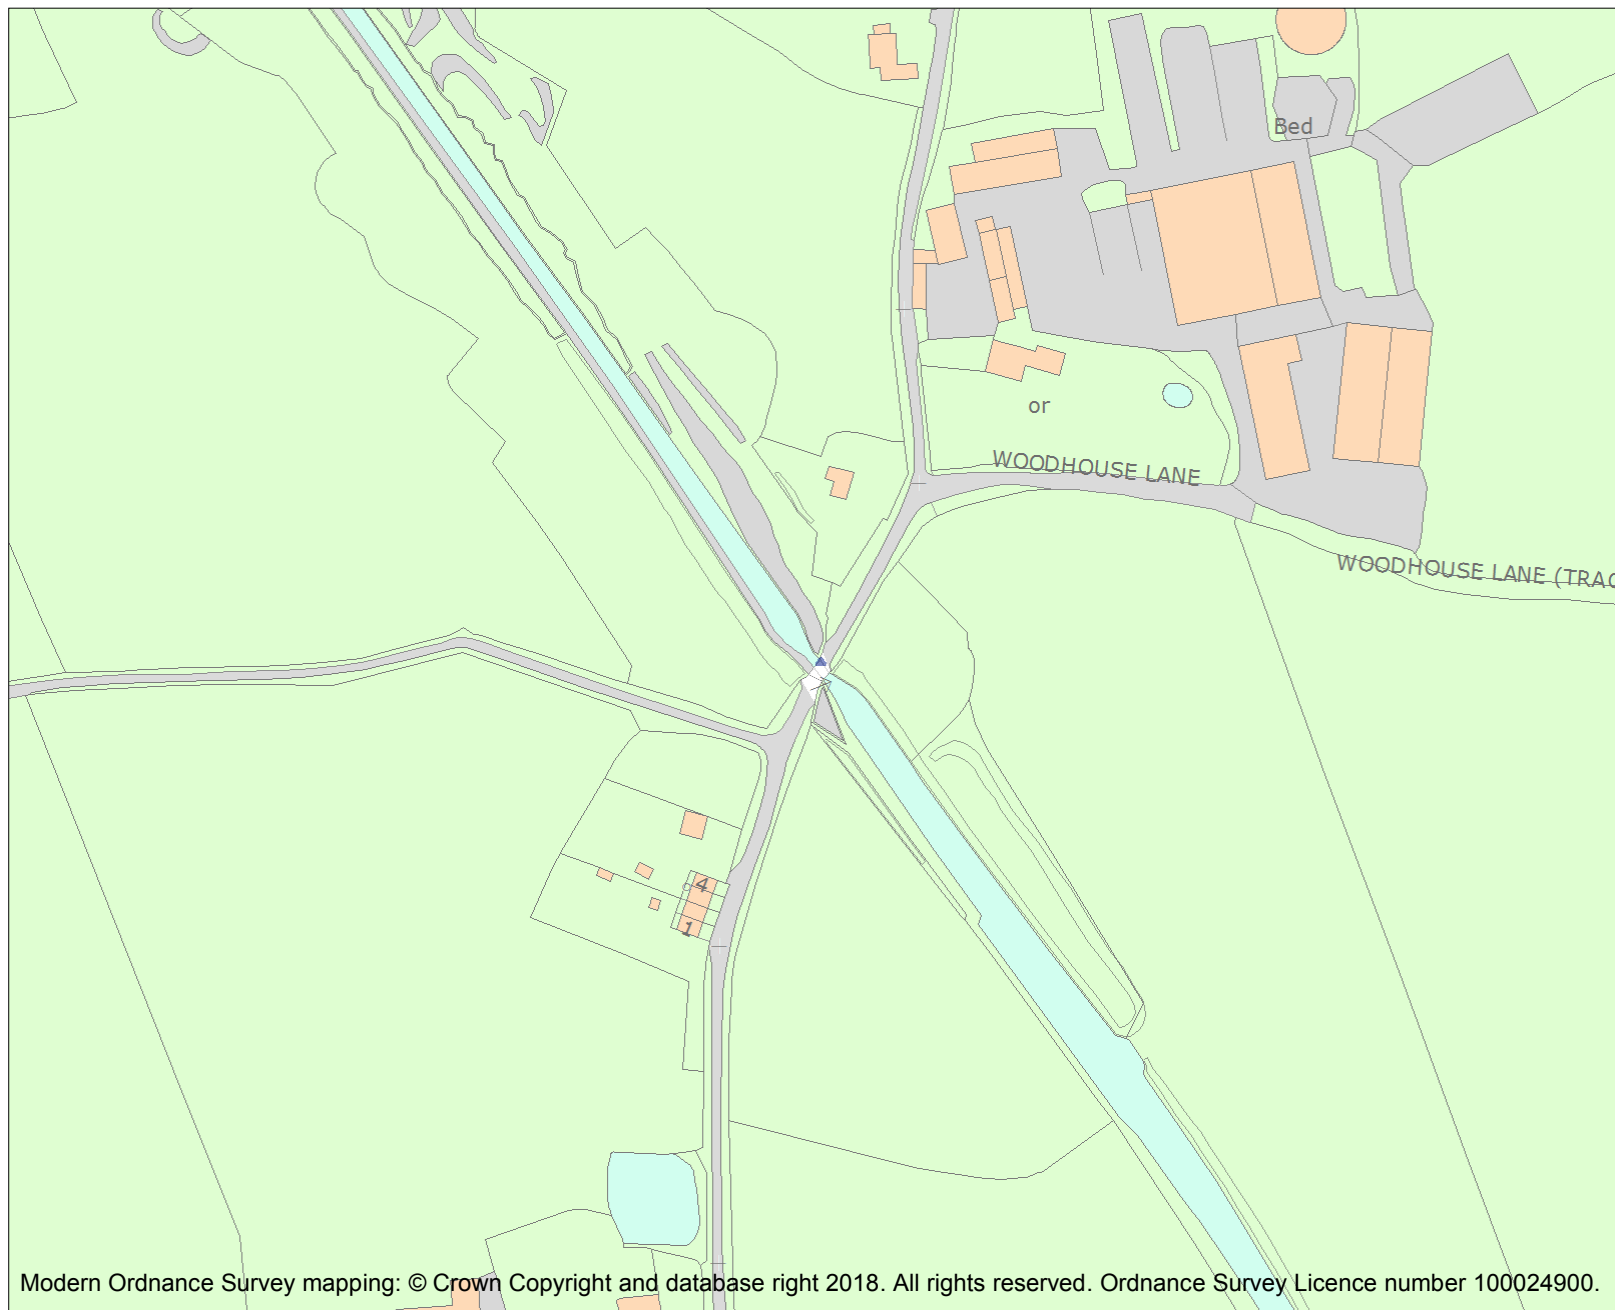 Bed
or
WOODHOUSE LANE
WOODHOUSE LANE (TRAC
4
1
Modern Ordnance Survey mapping: © Crown Copyright and database right 2018. All rights reserved. Ordnance Survey Licence number 100024900.